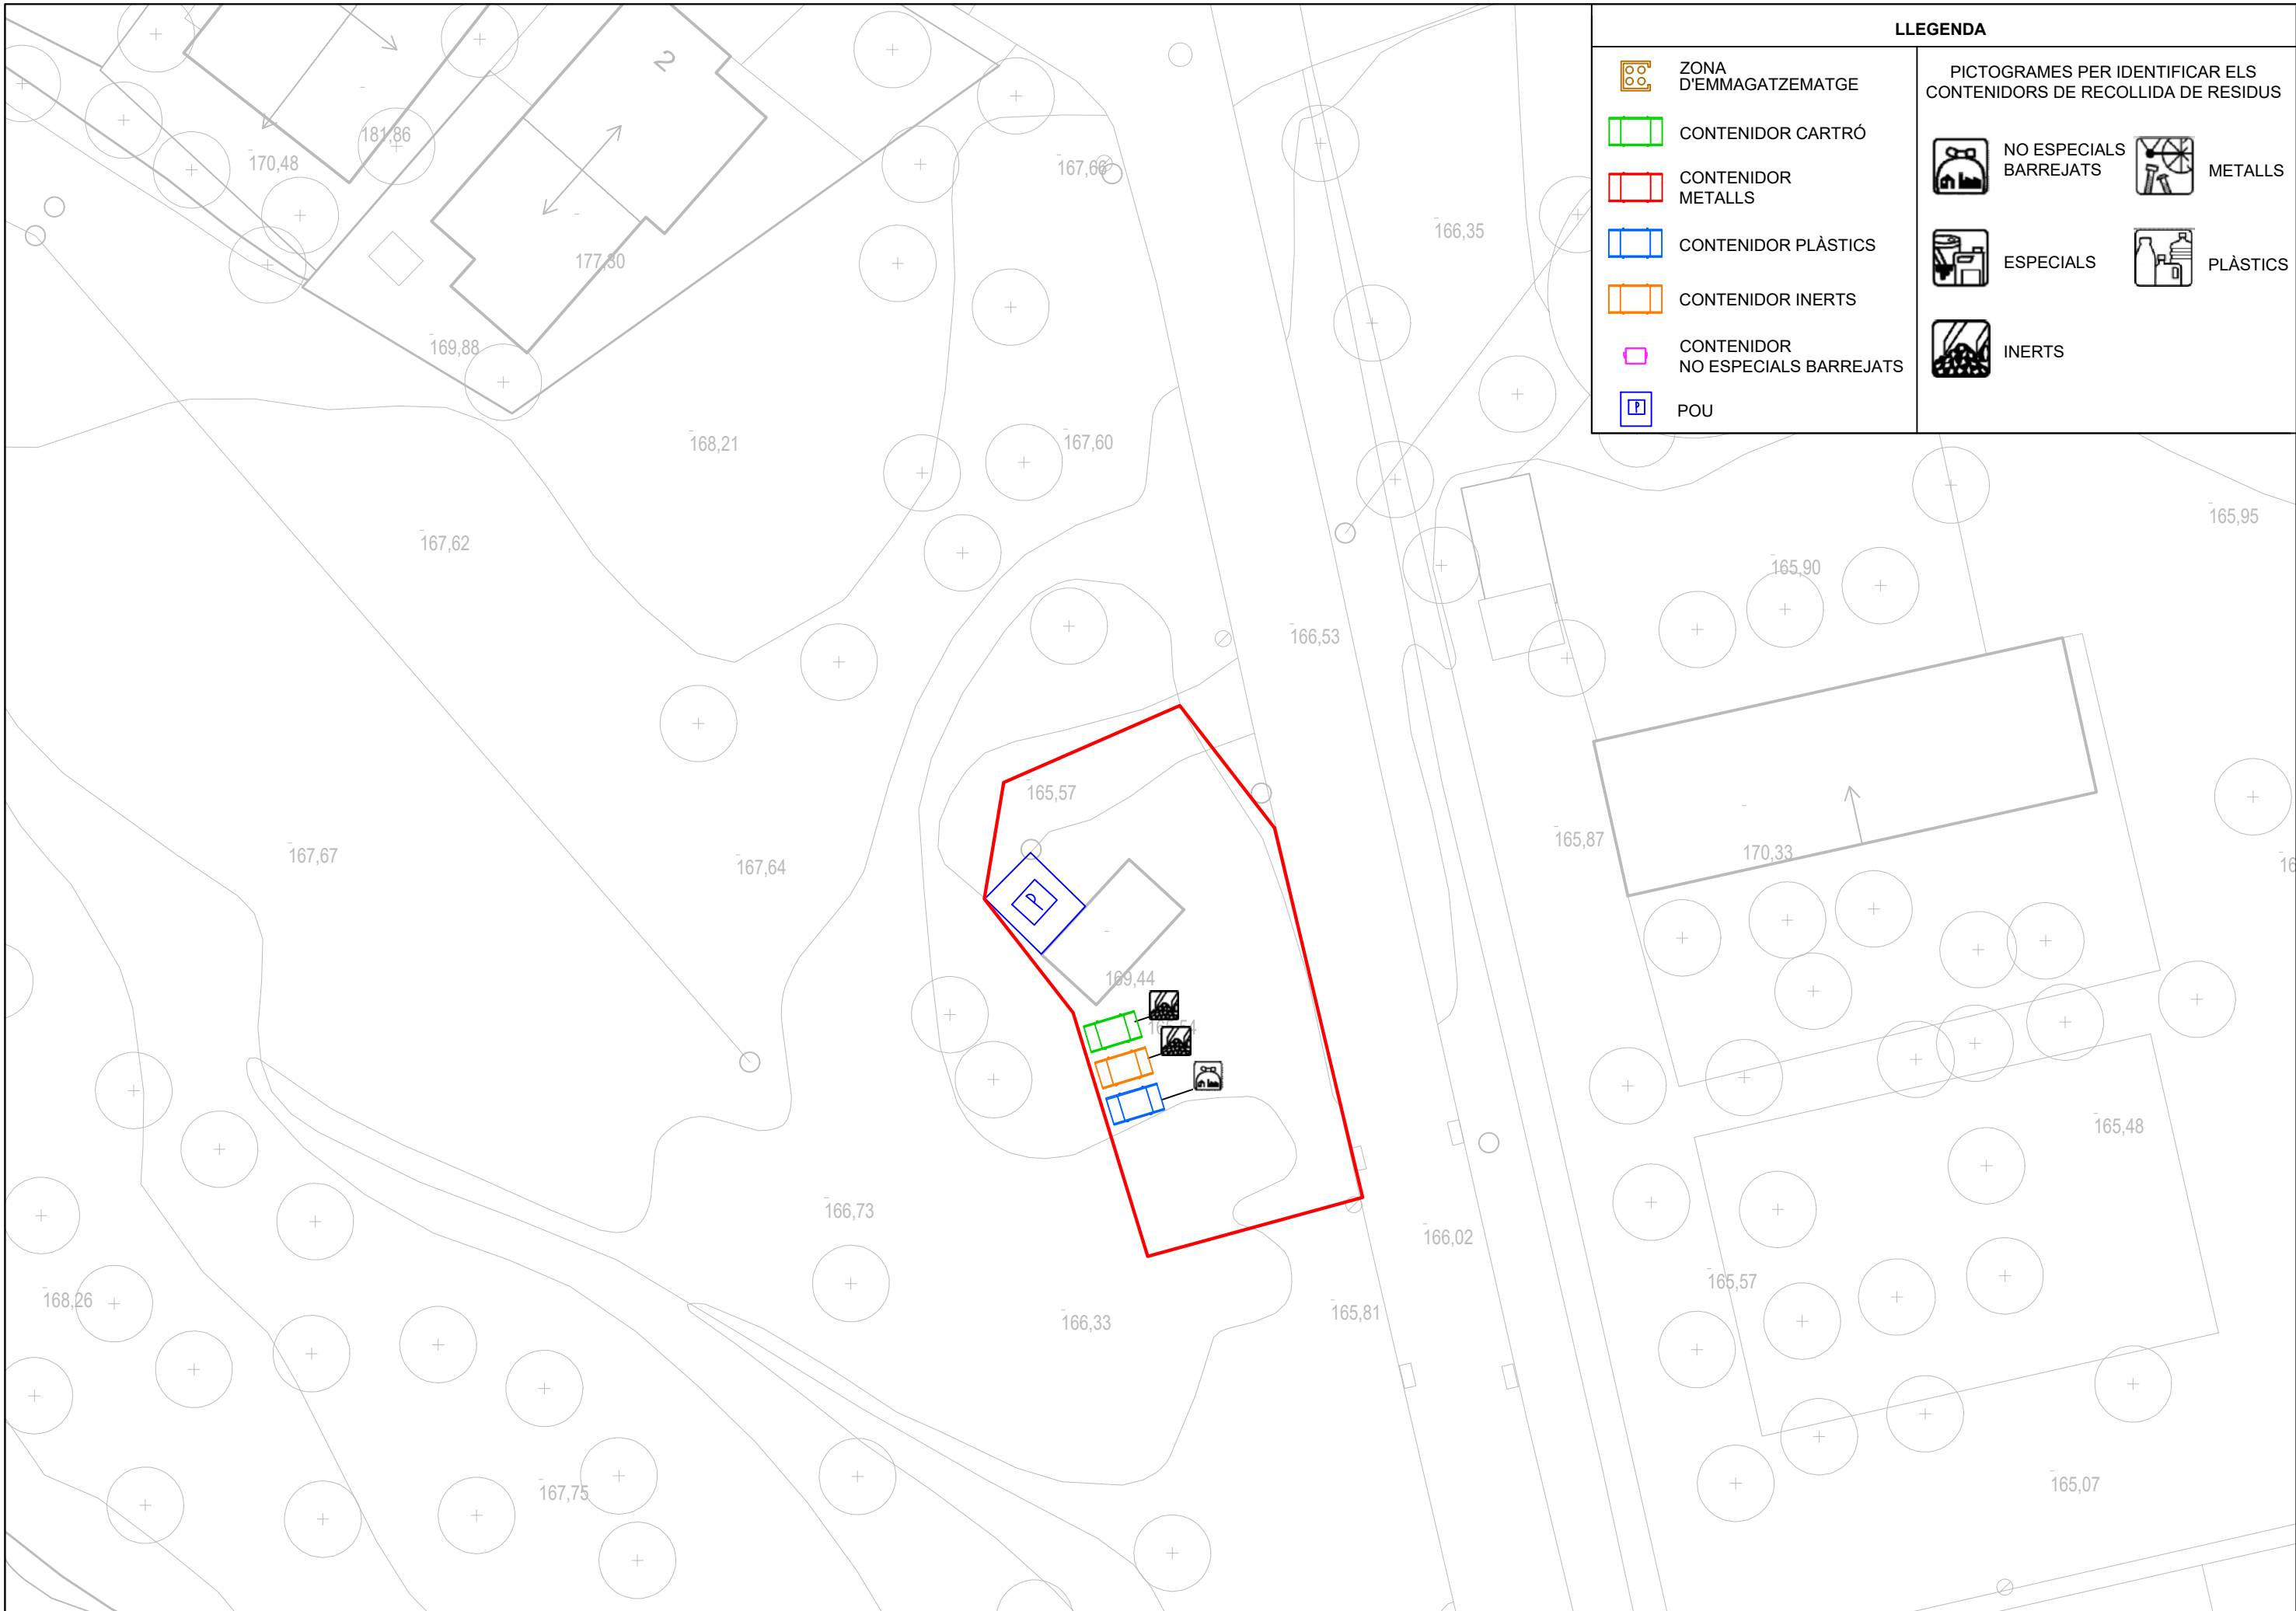 LLEGENDA
ZONA
D'EMMAGATZEMATGE
CONTENIDOR CARTRÓ
CONTENIDOR
METALLS
CONTENIDOR PLÀSTICS
CONTENIDOR INERTS
CONTENIDOR
NO ESPECIALS BARREJATS
P
POU
PICTOGRAMES PER IDENTIFICAR ELS
CONTENIDORS DE RECOLLIDA DE RESIDUS
NO ESPECIALS
BARREJATS
METALLS
ESPECIALS
PLÀSTICS
INERTS
2
181,86
170,48
167,66
166,35
177,80
169,88
168,21
167,60
167,62
165,95
165,90
166,53
165,57
165,87
170,33
167,67
167,64
P
169,44
165,48
166,73
166,02
165,57
168,26
166,33
165,81
167,75
165,07